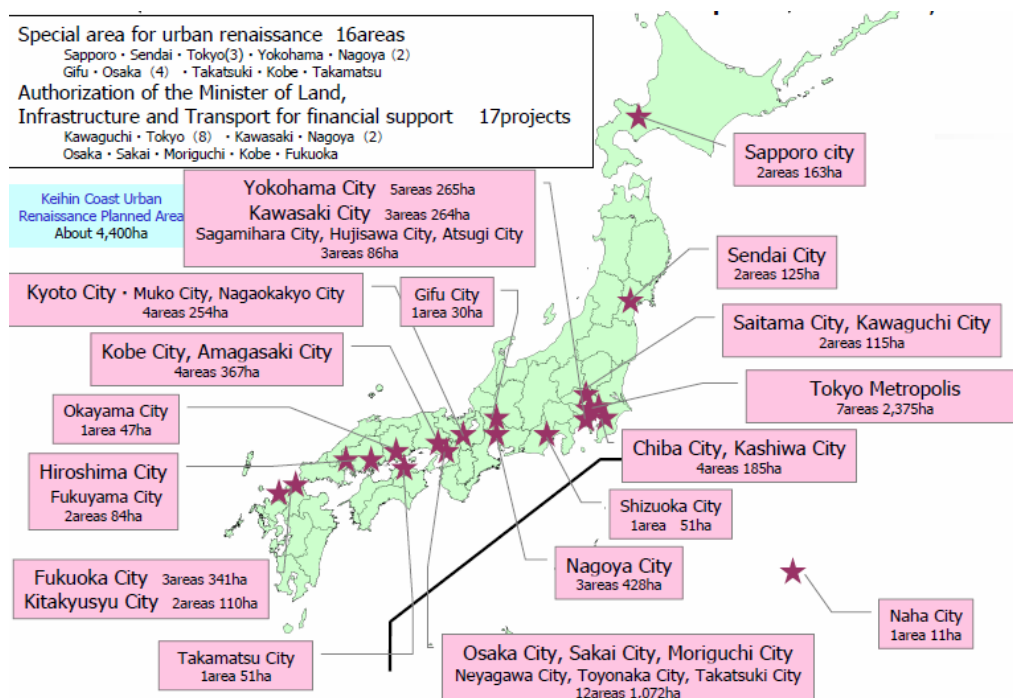 Special area for urban renaissance 16areas
Sapporo・Sendai・Tokyo(3)・Yokohama・Nagoya(2)
Gifu・Osaka(4)・Takatsuki・Kobe・Takamatsu
Authorization of the Minister of Land,
Infrastructure and Transport for financial support 17projects
Kawaguchi・Tokyo(8)・Kawasaki・Nagoya(2)
Osaka・Sakai・Moriguchi・Kobe・Fukuoka
Keihin Coast Urban
Renaissance Planned Area
About 4,400ha
Yokohama City 5areas 265ha
Kawasaki City 3areas 264ha
Sagamihara City, Hujisawa City, Atsugi City
3areas 86ha
Sapporo city
2areas 163ha
Sendai City
2areas 125ha
Kyoto City・Muko City, Nagaokakyo City
4areas 254ha
Gifu City
1area 30ha
Saitama City, Kawaguchi City
2areas 115ha
Kobe City, Amagasaki City
4areas 367ha
Tokyo Metropolis
7areas 2,375ha
Okayama City
1area 47ha
Chiba City, Kashiwa City
4areas 185ha
Hiroshima City
Fukuyama City
2areas 84ha
Shizuoka City
1area 51ha
Nagoya City
3areas 428ha
Fukuoka City 3areas 341ha
Kitakyusyu City 2areas 110ha
Naha City
1area 11ha
Takamatsu City
1area 51ha
Osaka City, Sakai City, Moriguchi City
Neyagawa City, Toyonaka City, Takatsuki City
12areas 1,072ha